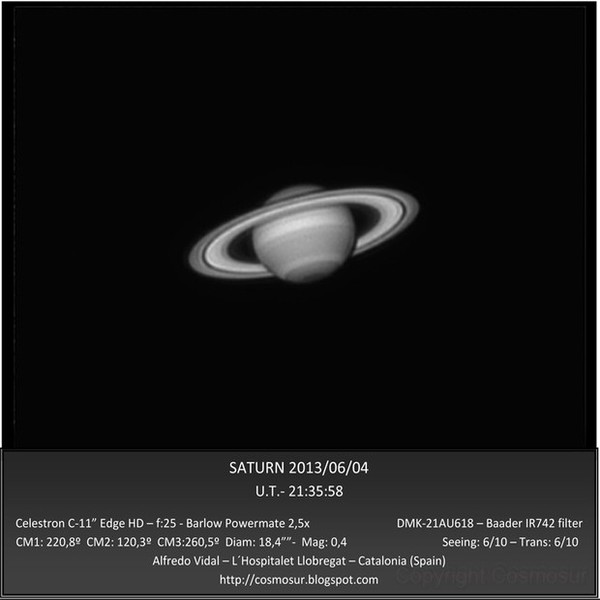 SATURN 2013/06/04
U.T.- 21:35:58
Celestron C-11” Edge HD – f:25 - Barlow Powermate 2,5x DMK-21AU618 – Baader IR742 filter
CM1: 220,8º CM2: 120,3º CM3:260,5º Diam: 18,4””- Mag: 0,4 Seeing: 6/10 – Trans: 6/10
Alfredo Vidal – L´Hospitalet Llobregat – Catalonia (Spain)
http://cosmosur.blogspot.com
Copyright Cosmosur